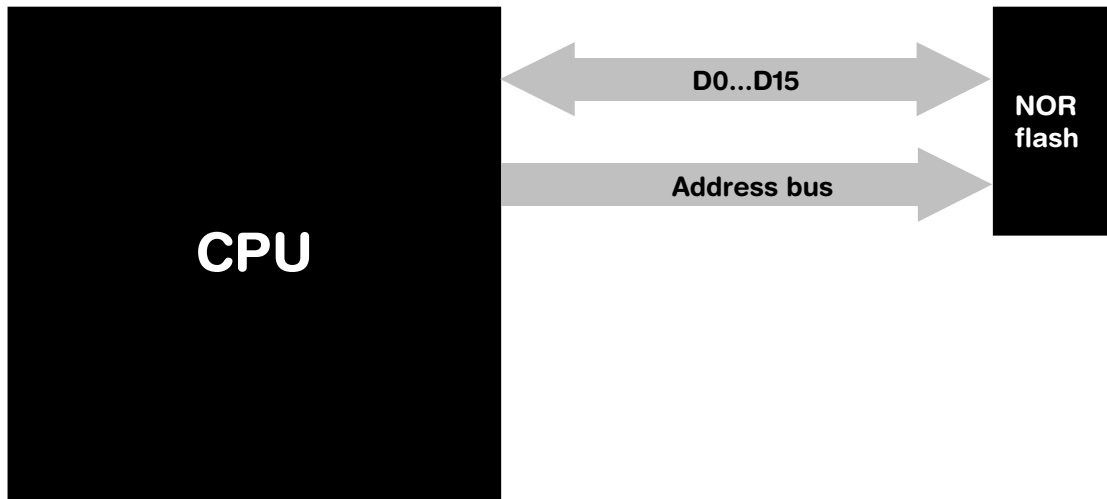 D0...D15
NOR
flash
Address bus
CPU